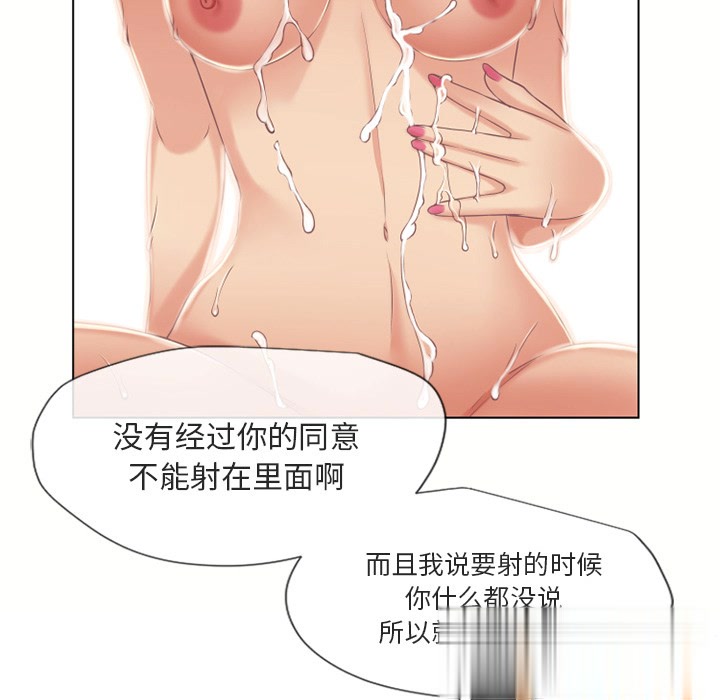 没有经过你的同意
不能射在里面啊
而且我说要射的时候
你什么都没说
所以